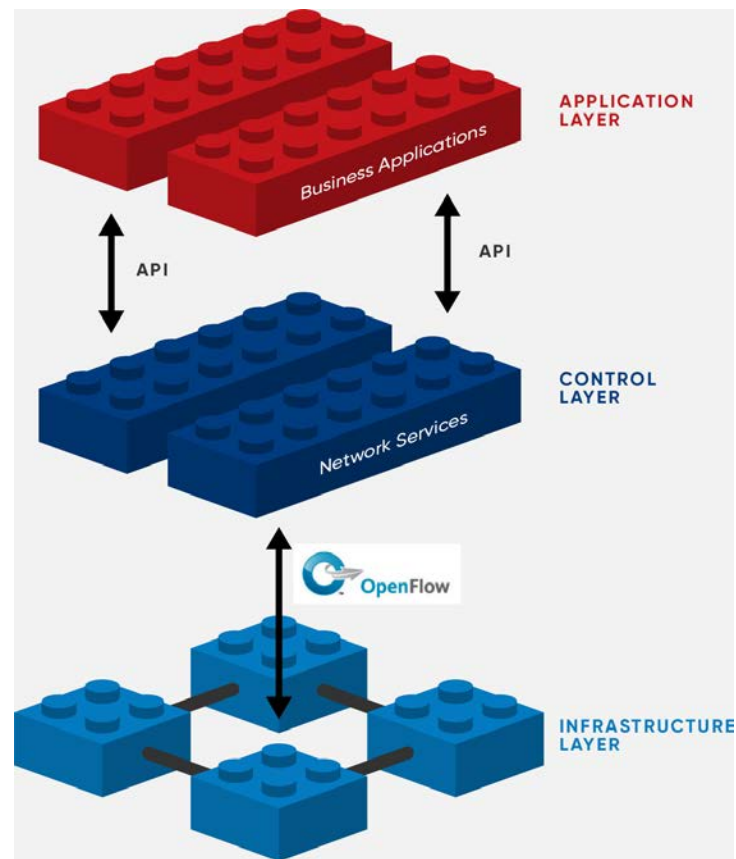 APPLICATION
LAYER
Business Applications
API
API
CONTROL
LAYER
Network Services
OpenFlow
INFRASTRUCTURE
LAYER